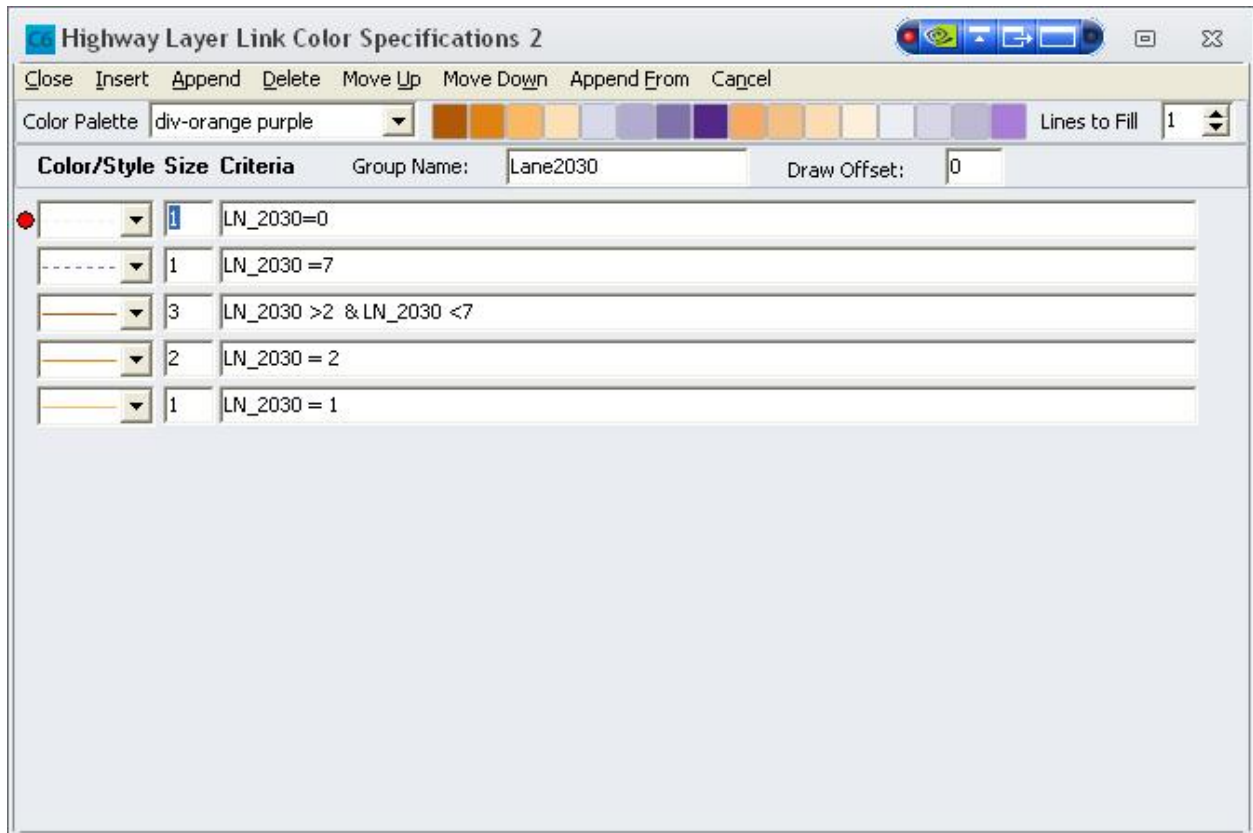 C6 Highway Layer Link Color Specifications 2
Close Insert Append Delete Move Up Move Down Append From Cancel
Color Palette div-orange purple Lines to Fill 1
Color/Style Size Criteria Group Name: Lane2030 Draw Offset: 0
1 LN_2030=0
1 LN_2030 =7
3 LN_2030 >2 & LN_2030 <7
2 LN_2030 = 2
1 LN_2030 = 1